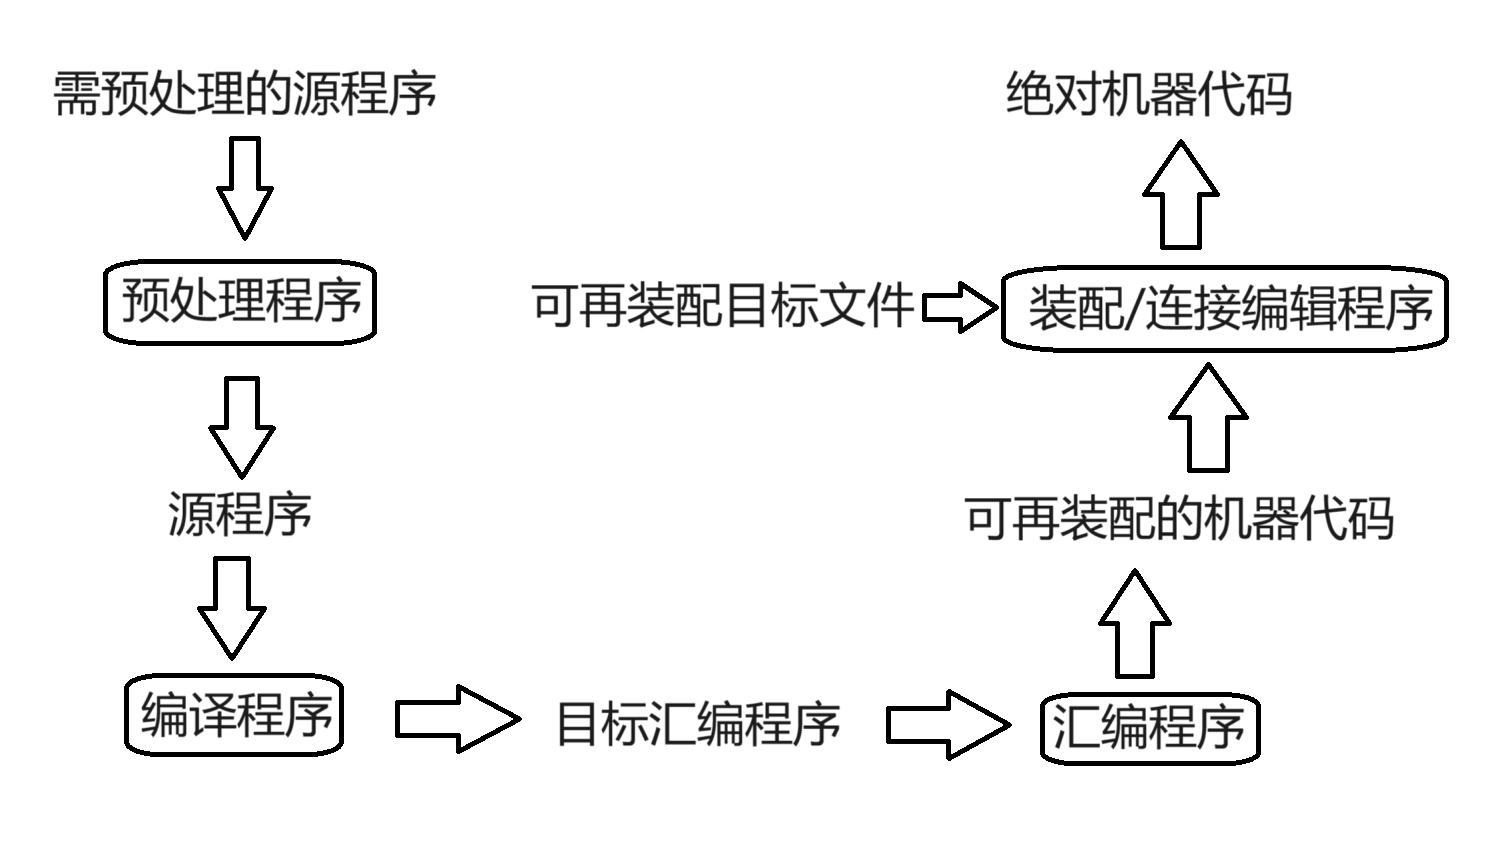 需预处理的源程序
预处理程序
源程序
编译程序
目标汇编程序
汇编程序
可再装配的机器代码
可再装配目标文件
装配/连接编辑程序
绝对机器代码